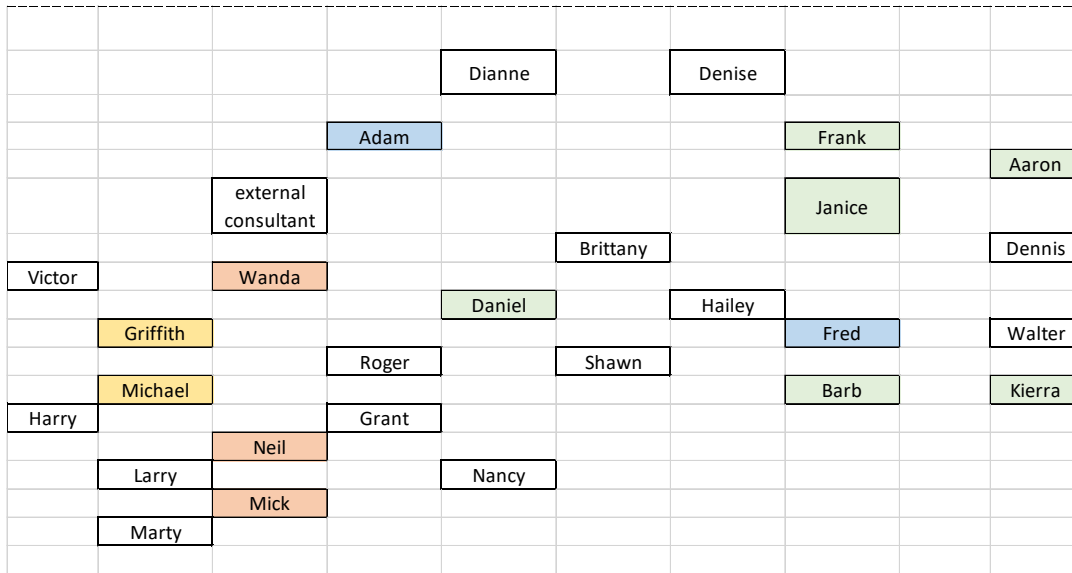 Dianne
Denise
Adam
Frank
Aaron
external
consultant
Janice
Brittany
Dennis
Victor
Wanda
Daniel
Hailey
Griffith
Fred
Walter
Roger
Shawn
Michael
Barb
Kierra
Harry
Grant
Neil
Larry
Nancy
Mick
Marty